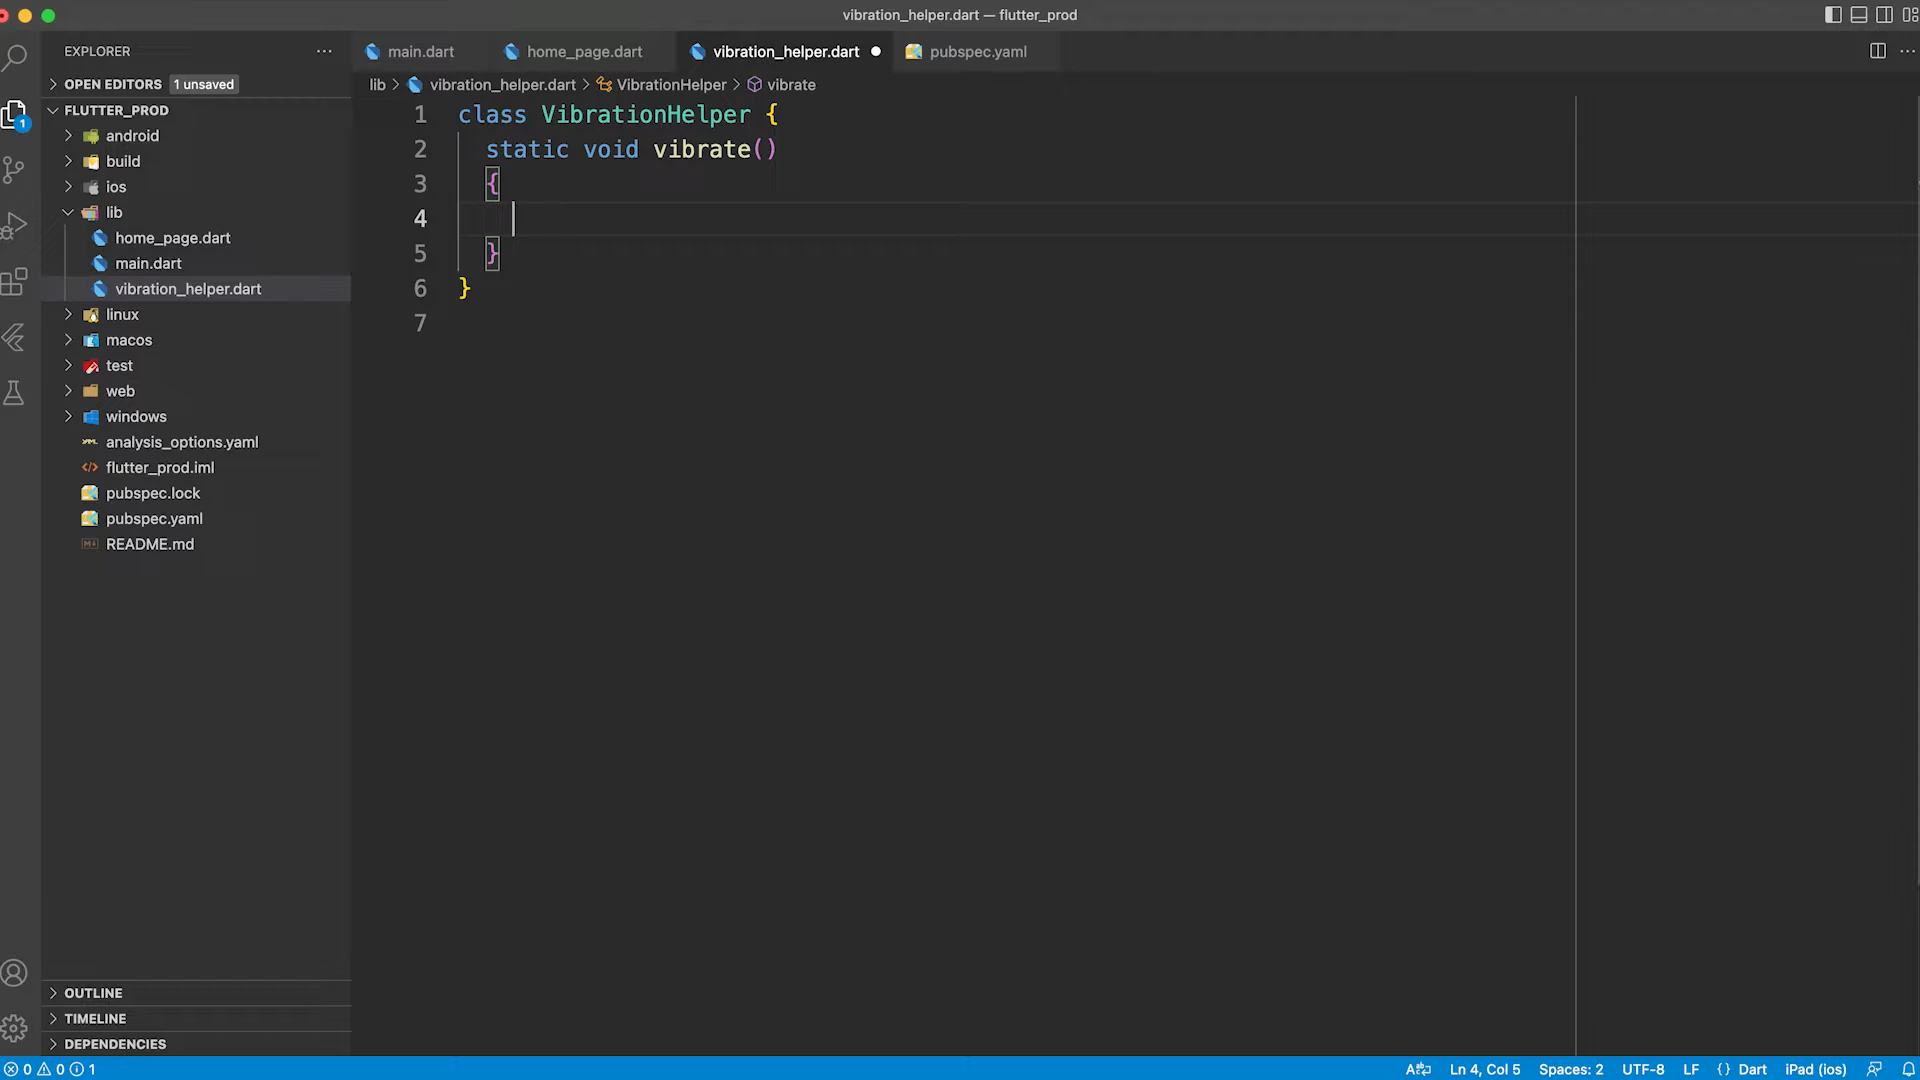 vibration_helper.dart — flutter_prod
EXPLORER
OPEN EDITORS 1 unsaved
FLUTTER_PROD
android
build
ios
lib
home_page.dart
main.dart
vibration_helper.dart
linux
macos
test
web
windows
analysis_options.yaml
flutter_prod.iml
pubspec.lock
pubspec.yaml
README.md
OUTLINE
TIMELINE
DEPENDENCIES
1
main.dart home_page.dart vibration_helper.dart pubspec.yaml
lib > vibration_helper.dart > VibrationHelper > vibrate
1 class VibrationHelper {
2 static void vibrate()
3 {
4
5 }
6 }
7
0 0 1 Ln 4, Col 5 Spaces: 2 UTF-8 LF {} Dart iPad (ios)